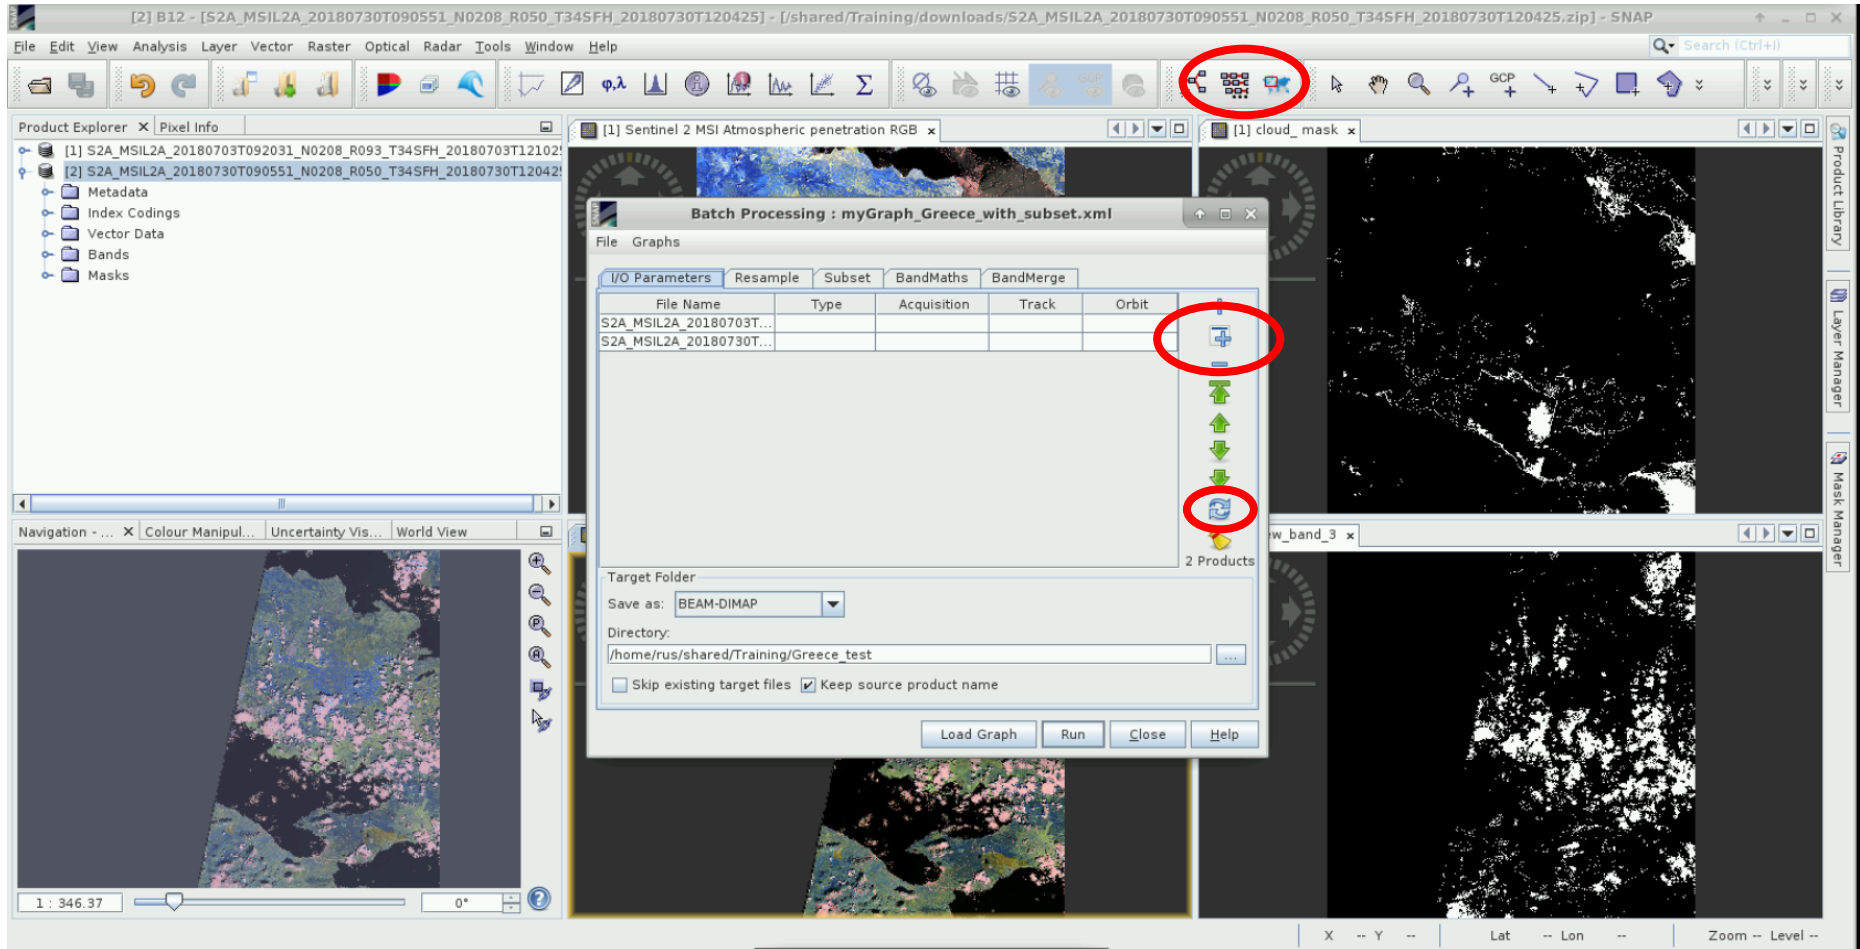 [2] B12 - [S2A_MSIL2A_20180730T090551_N0208_R050_T34SFH_20180730T120425] - [/shared/Training/downloads/S2A_MSIL2A_20180730T090551_N0208_R050_T34SFH_20180730T120425.zip] - SNAP
File Edit View Analysis Layer Vector Raster Optical Radar Tools Window Help
Search (Ctrl+I)
φ,λ Σ GCP GCP
Product Explorer X Pixel Info
[1] Sentinel 2 MSI Atmospheric penetration RGB x
[1] cloud_ mask x
[1] S2A_MSIL2A_20180703T092031_N0208_R093_T34SFH_20180703T12102
[2] S2A_MSIL2A_20180730T090551_N0208_R050_T34SFH_20180730T12042
Metadata
Index Codings
Vector Data
Bands
Masks
Product Library
Layer Manager
Mask Manager
SNAP
Batch Processing : myGraph_Greece_with_subset.xml
File Graphs
I/O Parameters Resample Subset BandMaths BandMerge
File Name Type Acquisition Track Orbit
S2A_MSIL2A_20180703T...
S2A_MSIL2A_20180730T...
2 Products
Target Folder
Save as: BEAM-DIMAP
Directory:
/home/rus/shared/Training/Greece_test
...
Skip existing target files Keep source product name
Load Graph Run Close Help
Navigation - ... X Colour Manipul... Uncertainty Vis... World View
ew_band_3 x
1 : 346.37
0°
X -- Y -- Lat -- Lon -- Zoom -- Level --